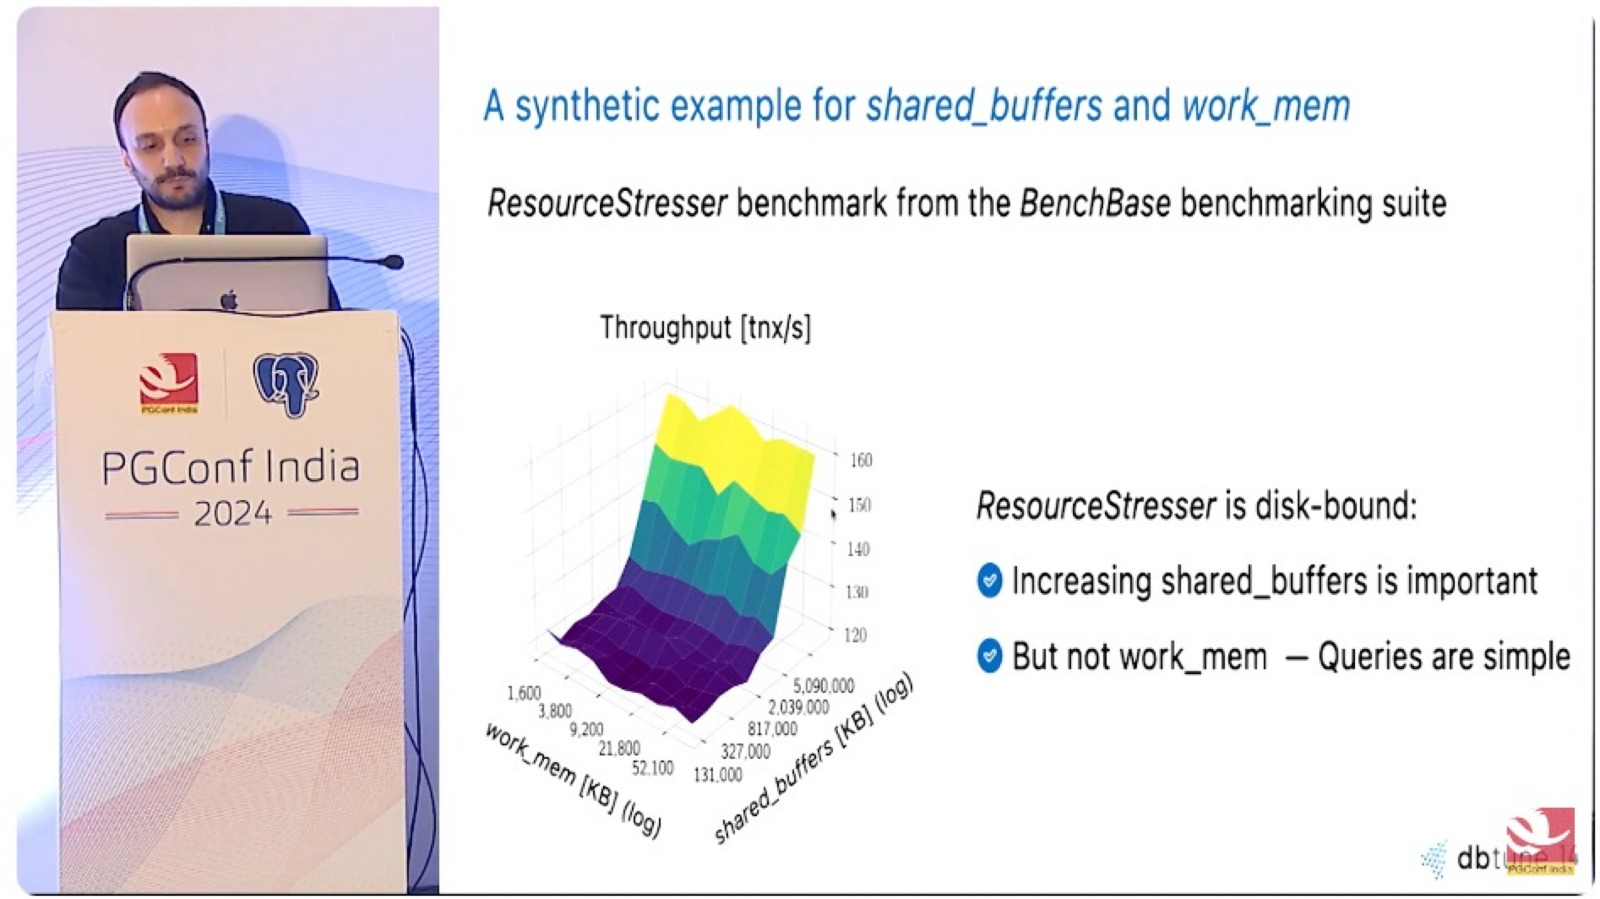 A synthetic example for shared_buffers and work_mem
ResourceStresser benchmark from the BenchBase benchmarking suite
Throughput [tnx/s]
160
150
140
130
120
5,090,000
2,039,000
817,000
327,000
131,000
shared_buffers [KB] (log)
1,600
3,800
9,200
21,800
52,100
work_mem [KB] (log)
ResourceStresser is disk-bound:
Increasing shared_buffers is important
But not work_mem — Queries are simple
PGConf India
PGConf India
2024
dbtune
PGConf India